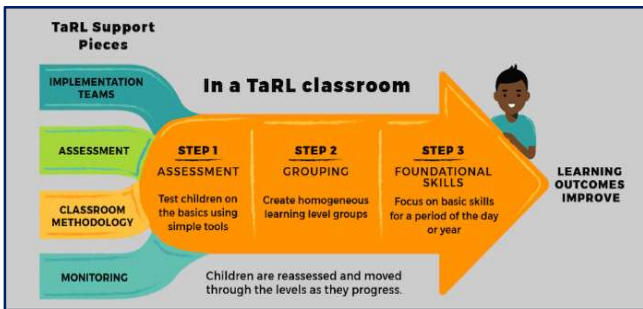 TaRL Support
Pieces
IMPLEMENTATION
TEAMS
ASSESSMENT
CLASSROOM
METHODOLOGY
MONITORING
In a TaRL classroom
STEP 1
ASSESSMENT
Test children on
the basics using
simple tools
STEP 2
GROUPING
Create homogeneous
learning level groups
STEP 3
FOUNDATIONAL
SKILLS
Focus on basic skills
for a period of the day
or year
LEARNING
OUTCOMES
IMPROVE
Children are reassessed and moved
through the levels as they progress.